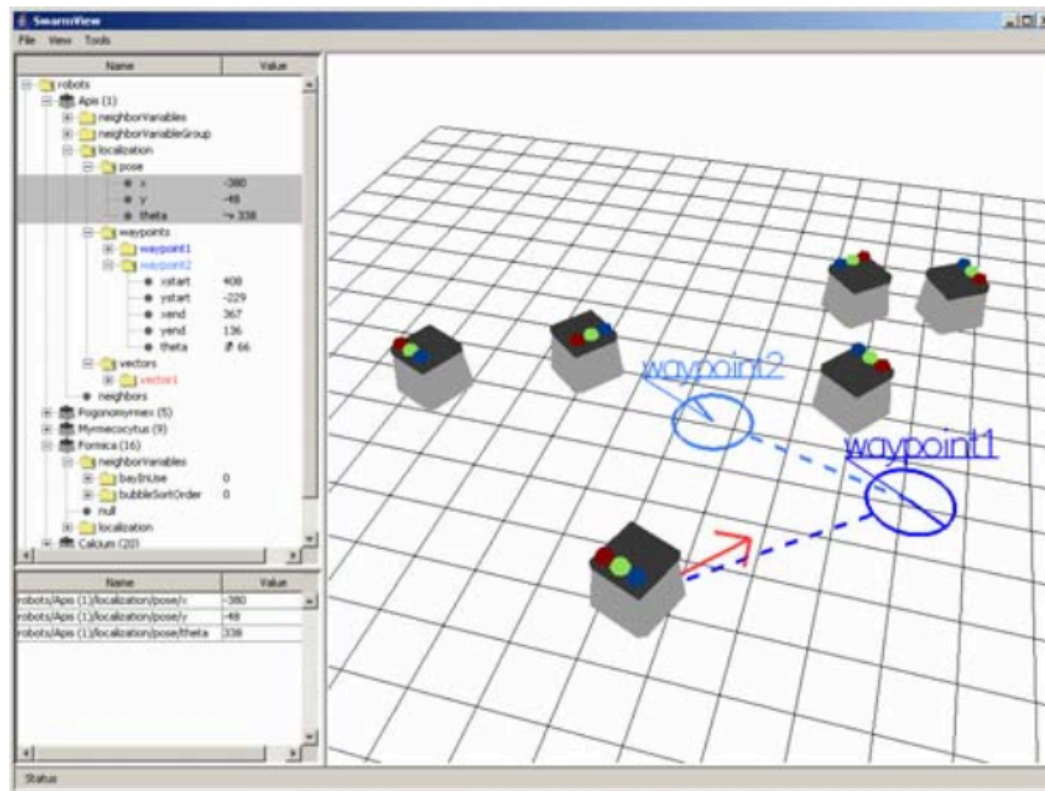 SwarmView
File View Tools
Name Value
robots
Apis (1)
neighborVariables
neighborVariableGroup
localization
pose
x -380
y -48
theta 338
waypoints
waypoint1
waypoint2
xstart 408
ystart -229
xend 367
yend 136
theta 66
vectors
vector1
neighbors
Pogonomyrmex (5)
Myrmecocytus (9)
Formica (16)
neighborVariables
bayInUse 0
bubbleSortOrder 0
null
localization
Calcium (20)
Name Value
robots/Apis (1)/localization/pose/x -380
robots/Apis (1)/localization/pose/y -48
robots/Apis (1)/localization/pose/theta 338
Status
waypoint2
waypoint1